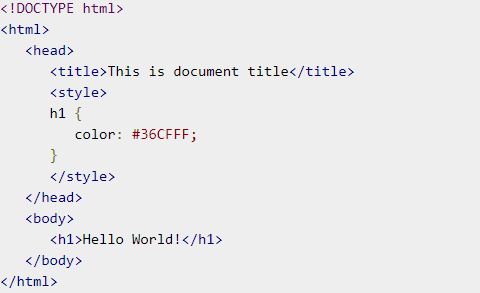 <!DOCTYPE html>
<html>
   <head>
      <title>This is document title</title>
      <style>
      h1 {
         color: #36CFFF;
      }
      </style>
   </head>
   <body>
      <h1>Hello World!</h1>
   </body>
</html>